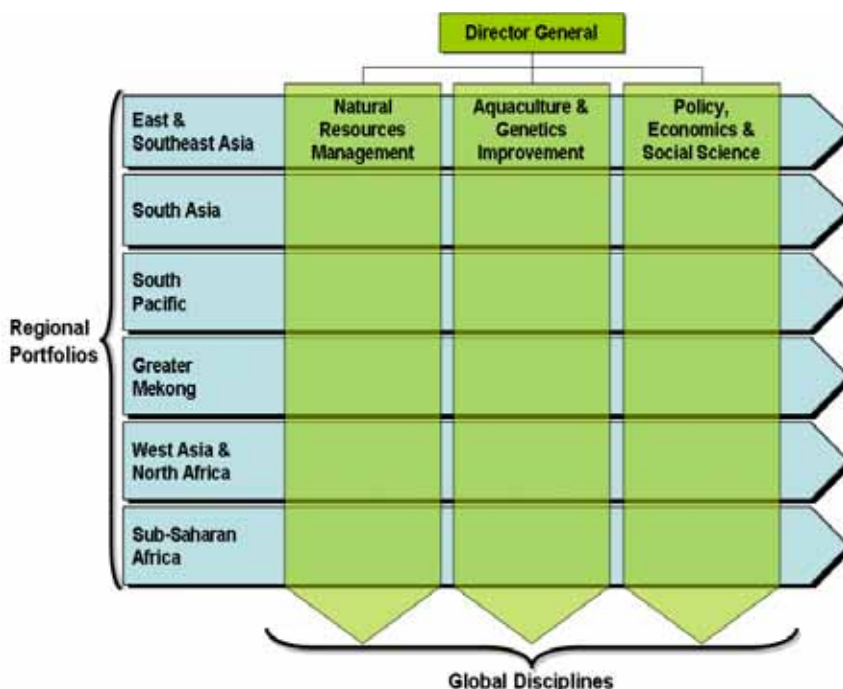 Director General
Natural
Resources
Management
Aquaculture &
Genetics
Improvement
Policy,
Economics &
Social Science
East &
Southeast Asia
South Asia
South
Pacific
Greater
Mekong
West Asia &
North Africa
Sub-Saharan
Africa
Regional
Portfolios
Global Disciplines